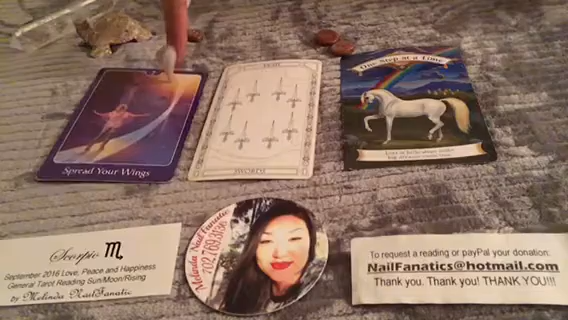 One Step at a Time
Spread Your Wings
EIGHT
SWORDS
Scorpio ♏
September 2016 Love, Peace and Happiness
General Tarot Reading Sun/Moon/Rising
by Melinda NailFanatic
Melinda Nail Fanatic
To request a reading or payPal your donation:
NailFanatics@hotmail.com
Thank you, Thank you! THANK YOU!!!